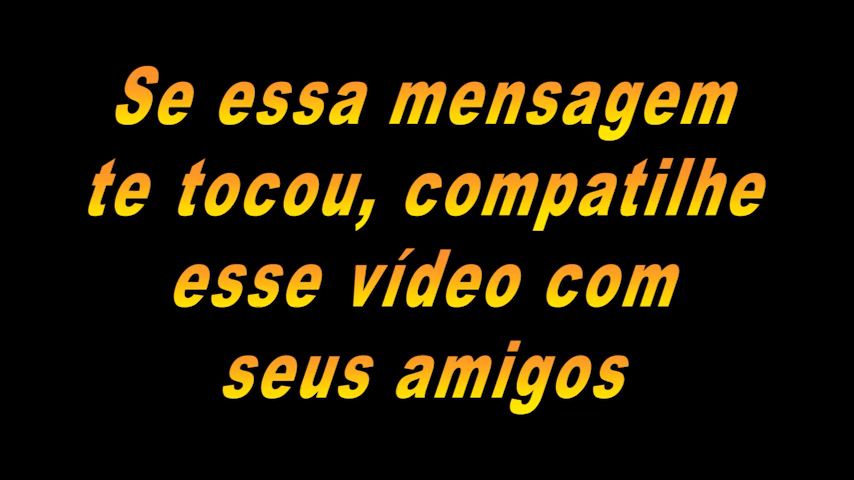 Se essa mensagem
te tocou, compatilhe
esse vídeo com
seus amigos